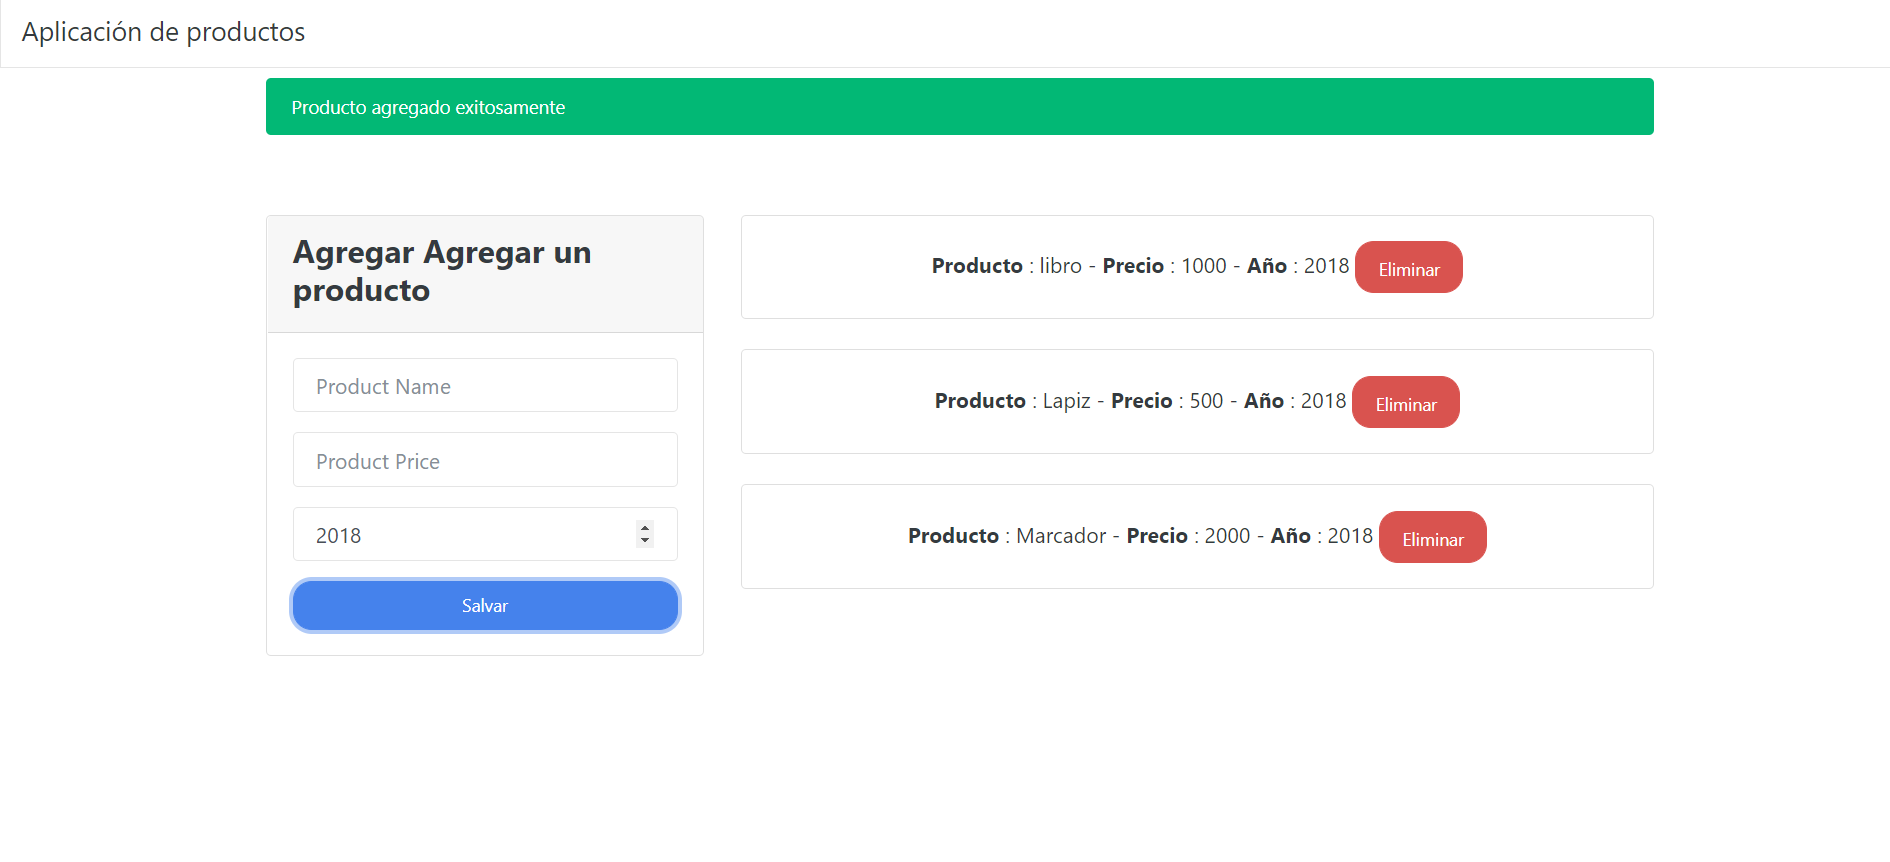 Aplicación de productos
Producto agregado exitosamente
Agregar Agregar un
producto
Product Name
Product Price
2018
Salvar
Producto : libro - Precio : 1000 - Año : 2018 Eliminar
Producto : Lapiz - Precio : 500 - Año : 2018 Eliminar
Producto : Marcador - Precio : 2000 - Año : 2018 Eliminar